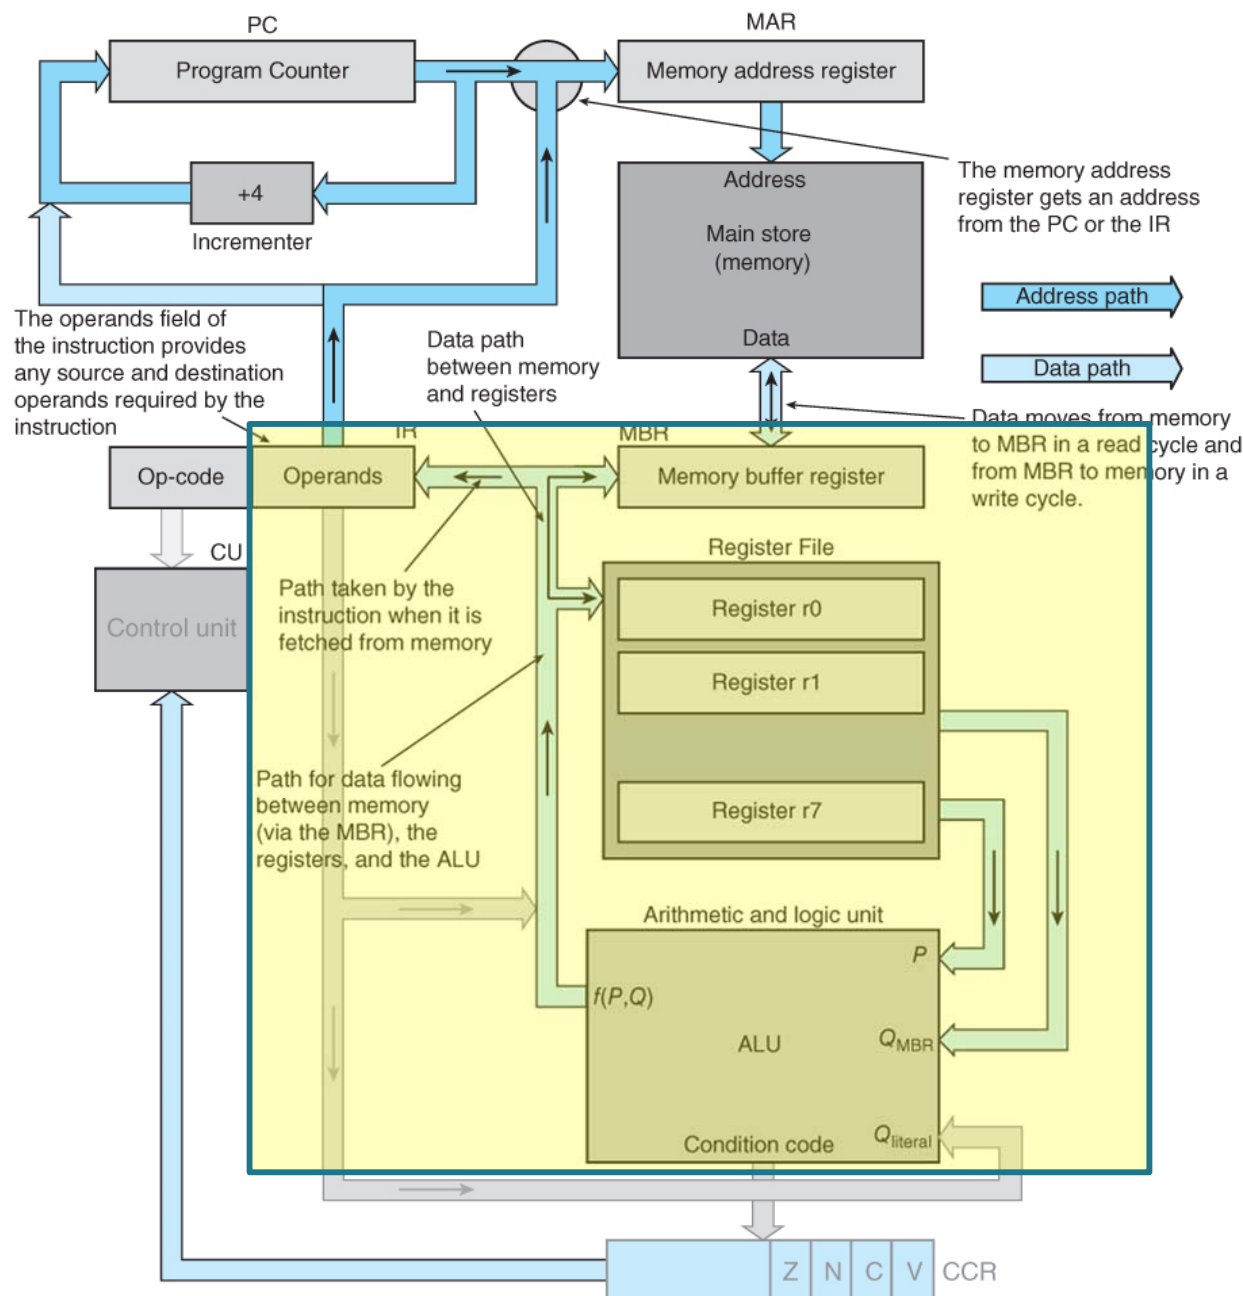 PC
MAR
Program Counter
Memory address register
The memory address
register gets an address
from the PC or the IR
+4
Incrementer
Address
Main store
(memory)
Data
Address path
Data path
The operands field of
the instruction provides
any source and destination
operands required by the
instruction
Data path
between memory
and registers
Data moves from memory
to MBR in a read cycle and
from MBR to memory in a
write cycle.
IR
MBR
Op-code
Operands
Memory buffer register
CU
Control unit
Register File
Register r0
Register r1
Register r7
Path taken by the
instruction when it is
fetched from memory
Path for data flowing
between memory
(via the MBR), the
registers, and the ALU
Arithmetic and logic unit
P
f(P,Q)
ALU
QMBR
Qliteral
Condition code
Z N C V CCR